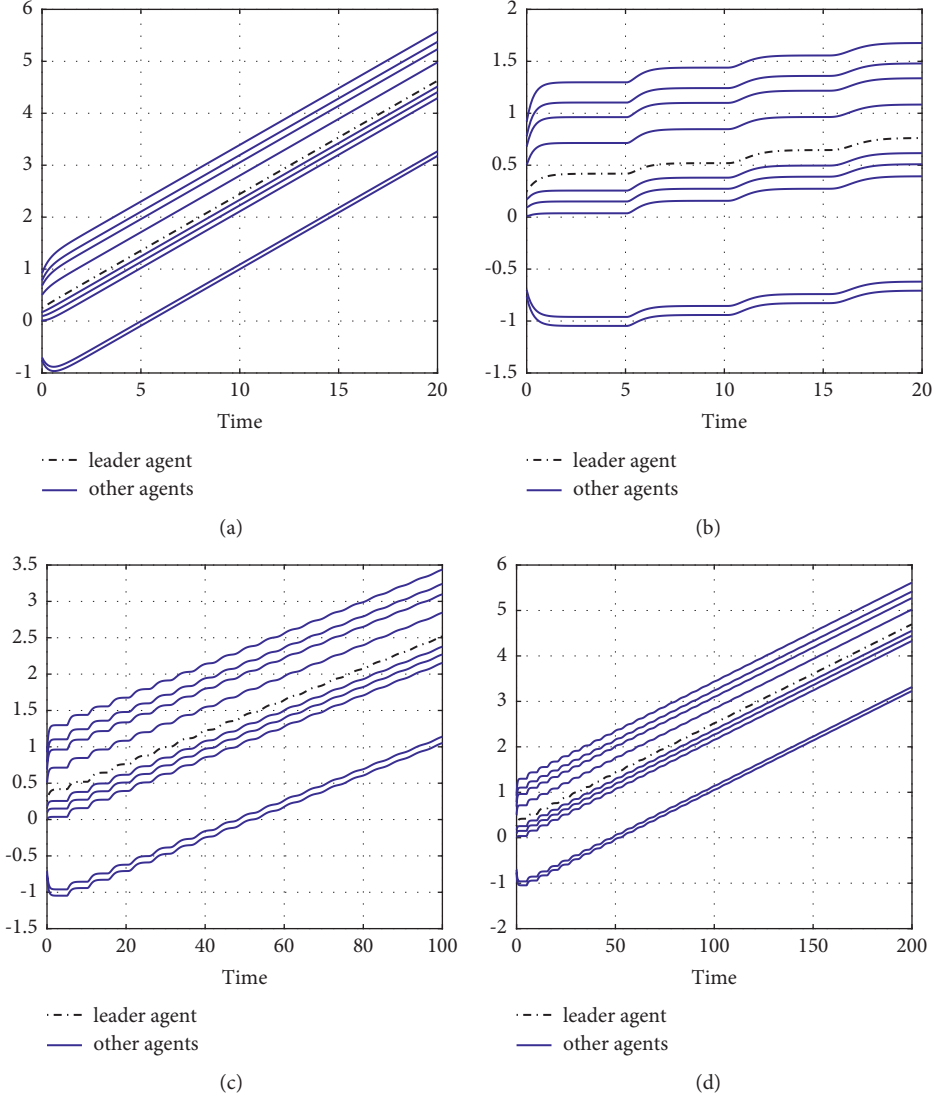 6
5
4
3
2
1
0
-1
0 5 10 15 20
Time
leader agent
other agents
(a)
2
1.5
1
0.5
0
-0.5
-1
-1.5
0 5 10 15 20
Time
leader agent
other agents
(b)
3.5
3
2.5
2
1.5
1
0.5
0
-0.5
-1
-1.5
0 20 40 60 80 100
Time
leader agent
other agents
(c)
6
5
4
3
2
1
0
-1
-2
0 50 100 150 200
Time
leader agent
other agents
(d)